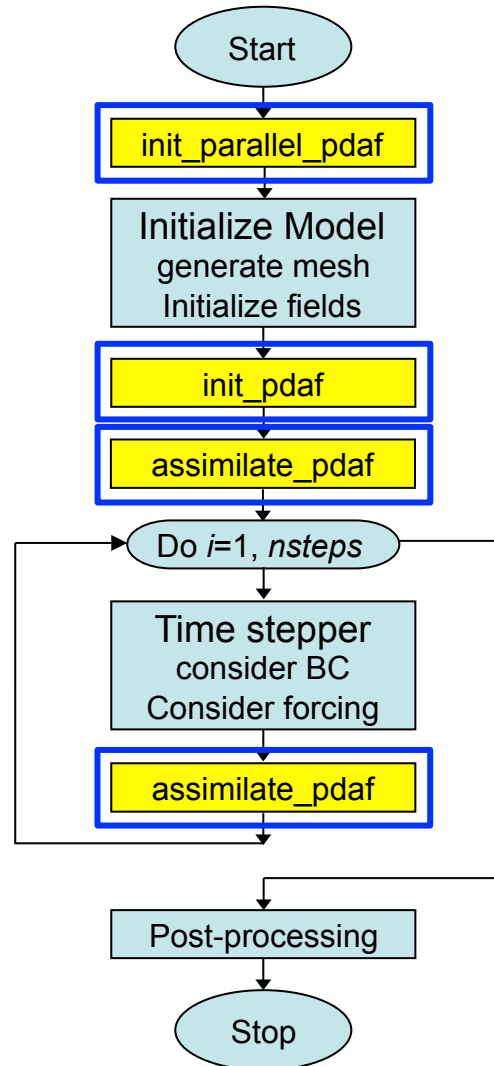 Start
init_parallel_pdaf
Initialize Model
generate mesh
Initialize fields
init_pdaf
assimilate_pdaf
Do i=1, nsteps
Time stepper
consider BC
Consider forcing
assimilate_pdaf
Post-processing
Stop